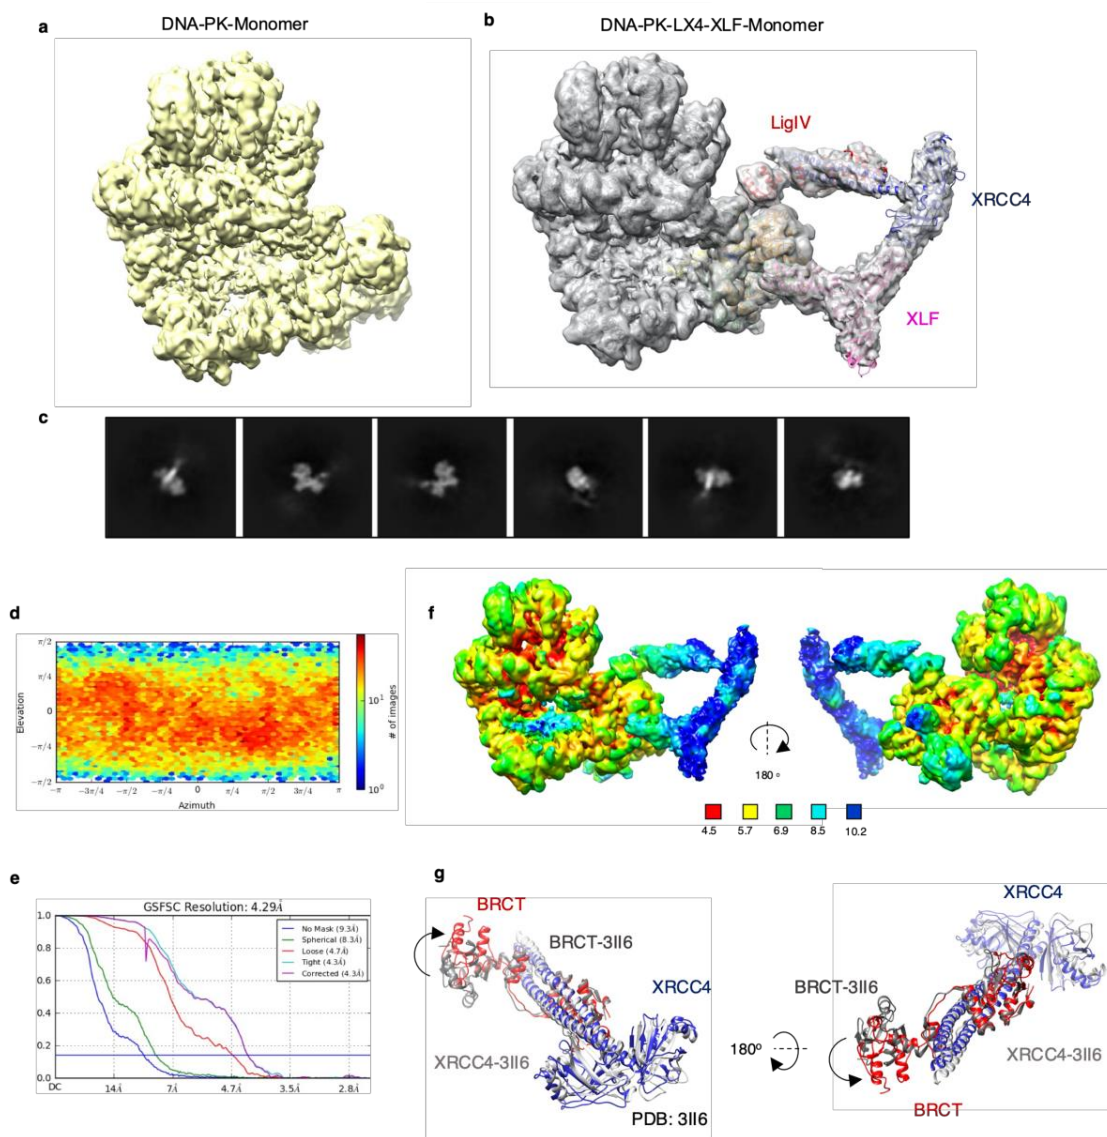 a
DNA-PK-Monomer
b
DNA-PK-LX4-XLF-Monomer
LigIV
XRCC4
XLF
c
d
π/2
π/4
0
−π/4
−π/2
Elevation
−π
−3π/4
−π/2
−π/4
0
π/4
π/2
3π/4
π
Azimuth
10¹
10⁰
# of images
f
180 °
4.5 5.7 6.9 8.5 10.2
e
GSFSC Resolution: 4.29Å
1.0
0.8
0.6
0.4
0.2
0.0
DC 14Å 7Å 4.7Å 3.5Å 2.8Å
No Mask (9.3Å)
Spherical (8.3Å)
Loose (4.7Å)
Tight (4.3Å)
Corrected (4.3Å)
g
BRCT
BRCT-3II6
XRCC4
XRCC4-3II6
PDB: 3II6
180º
XRCC4
BRCT-3II6
XRCC4-3II6
BRCT